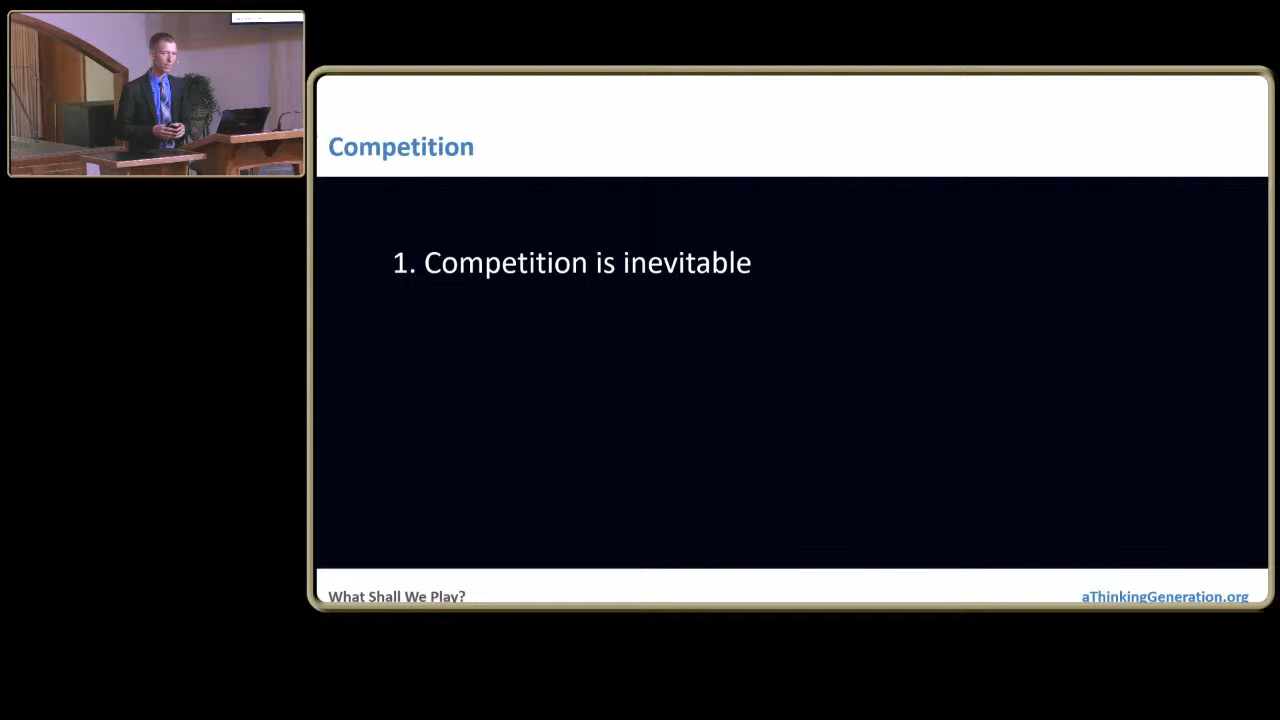 Competition
1. Competition is inevitable
What Shall We Play?
aThinkingGeneration.org